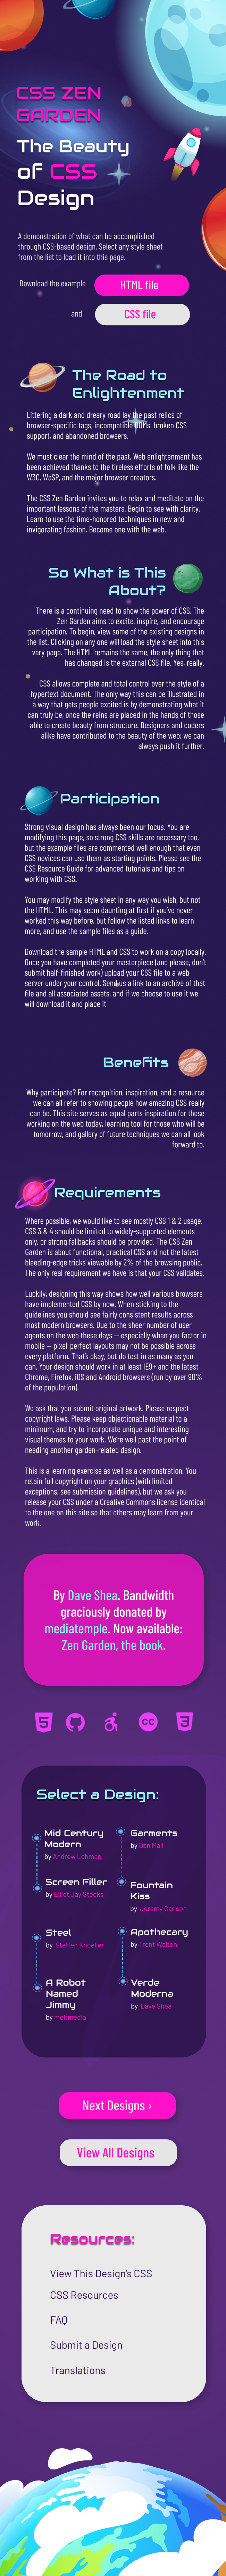 CSS ZEN
GARDEN
The Beauty
of CSS
Design
A demonstration of what can be accomplished
through CSS-based design. Select any style sheet
from the list to load it into this page.
Download the example
HTML file
and
CSS file
The Road to
Enlightenment
Littering a dark and dreary road lay the past relics of
browser-specific tags, incompatible DOMs, broken CSS
support, and abandoned browsers.
We must clear the mind of the past. Web enlightenment has
been achieved thanks to the tireless efforts of folk like the
W3C, WaSP, and the major browser creators.
The CSS Zen Garden invites you to relax and meditate on the
important lessons of the masters. Begin to see with clarity.
Learn to use the time-honored techniques in new and
invigorating fashion. Become one with the web.
So What is This
About?
There is a continuing need to show the power of CSS. The
Zen Garden aims to excite, inspire, and encourage
participation. To begin, view some of the existing designs in
the list. Clicking on any one will load the style sheet into this
very page. The HTML remains the same, the only thing that
has changed is the external CSS file. Yes, really.
CSS allows complete and total control over the style of a
hypertext document. The only way this can be illustrated in
a way that gets people excited is by demonstrating what it
can truly be, once the reins are placed in the hands of those
able to create beauty from structure. Designers and coders
alike have contributed to the beauty of the web; we can
always push it further.
Participation
Strong visual design has always been our focus. You are
modifying this page, so strong CSS skills are necessary too,
but the example files are commented well enough that even
CSS novices can use them as starting points. Please see the
CSS Resource Guide for advanced tutorials and tips on
working with CSS.
You may modify the style sheet in any way you wish, but not
the HTML. This may seem daunting at first if you've never
worked this way before, but follow the listed links to learn
more, and use the sample files as a guide.
Download the sample HTML and CSS to work on a copy locally.
Once you have completed your masterpiece (and please, don't
submit half-finished work) upload your CSS file to a web
server under your control. Send us a link to an archive of that
file and all associated assets, and if we choose to use it we
will download it and place it
Benefits
Why participate? For recognition, inspiration, and a resource
we can all refer to showing people how amazing CSS really
can be. This site serves as equal parts inspiration for those
working on the web today, learning tool for those who will be
tomorrow, and gallery of future techniques we can all look
forward to.
Requirements
Where possible, we would like to see mostly CSS 1 & 2 usage.
CSS 3 & 4 should be limited to widely-supported elements
only, or strong fallbacks should be provided. The CSS Zen
Garden is about functional, practical CSS and not the latest
bleeding-edge tricks viewable by 2% of the browsing public.
The only real requirement we have is that your CSS validates.
Luckily, designing this way shows how well various browsers
have implemented CSS by now. When sticking to the
guidelines you should see fairly consistent results across
most modern browsers. Due to the sheer number of user
agents on the web these days — especially when you factor in
mobile — pixel-perfect layouts may not be possible across
every platform. That's okay, but do test in as many as you
can. Your design should work in at least IE9+ and the latest
Chrome, Firefox, iOS and Android browsers (run by over 90%
of the population).
We ask that you submit original artwork. Please respect
copyright laws. Please keep objectionable material to a
minimum, and try to incorporate unique and interesting
visual themes to your work. We're well past the point of
needing another garden-related design.
This is a learning exercise as well as a demonstration. You
retain full copyright on your graphics (with limited
exceptions, see submission guidelines), but we ask you
release your CSS under a Creative Commons license identical
to the one on this site so that others may learn from your
work.
By Dave Shea. Bandwidth
graciously donated by
mediatemple. Now available:
Zen Garden, the book.
5
cc
3
Select a Design:
Mid Century
Modern
by Andrew Lohman
Garments
by Dan Mall
Screen Filler
by Elliot Jay Stocks
Fountain
Kiss
by Jeremy Carlson
Steel
by Steffen Knoeller
Apothecary
by Trent Walton
A Robot
Named
Jimmy
by meltmedia
Verde
Moderna
by Dave Shea
Next Designs ›
View All Designs
Resources:
View This Design's CSS
CSS Resources
FAQ
Submit a Design
Translations